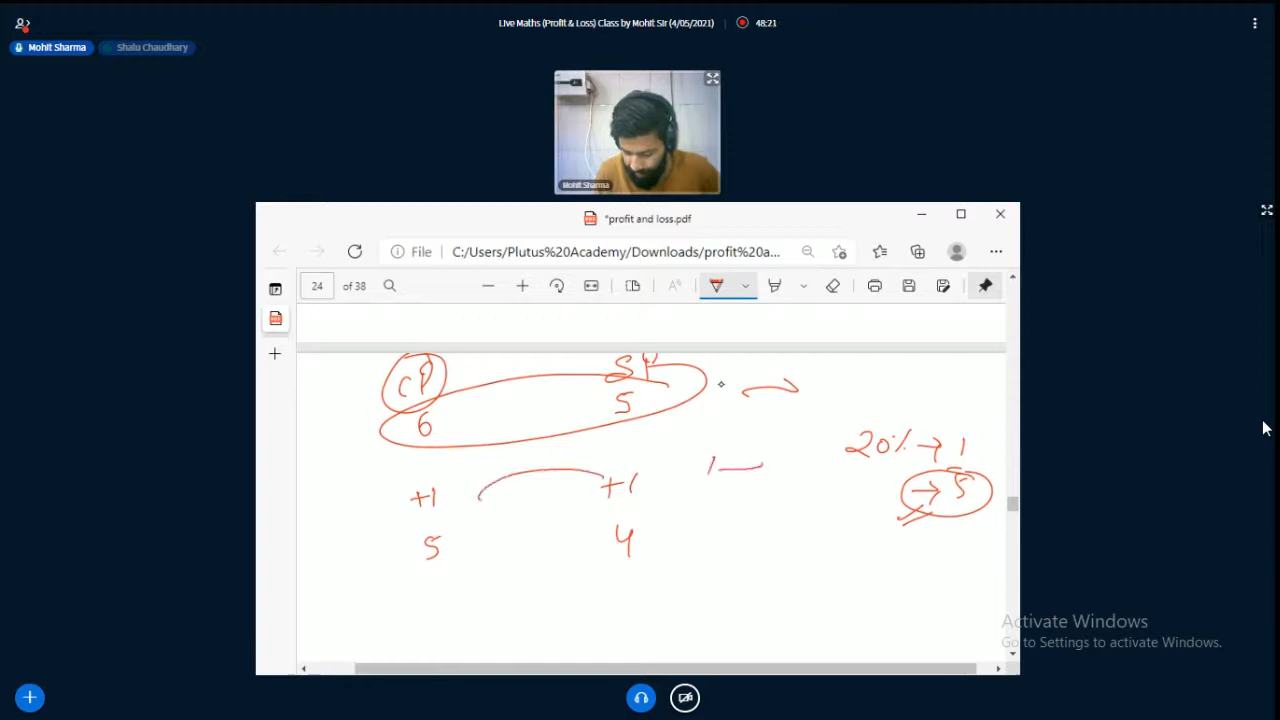 Live Maths (Profit & Loss) Class by Mohit Sir (4/05/2021) 48:21
Mohit Sharma Shalu Chaudhary
Mohit Sharma
*profit and loss.pdf
File C:/Users/Plutus%20Academy/Downloads/profit%20a...
24 of 38
CP SP
6 5
20% → 1
→ 5
+1 +1
5 4
Activate Windows
Go to Settings to activate Windows.